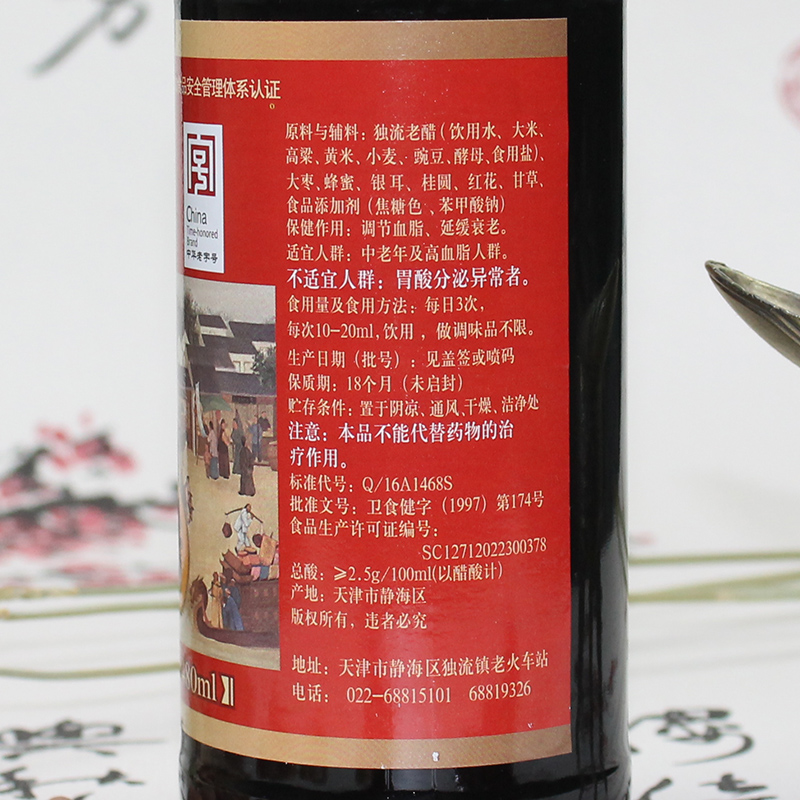 品安全管理体系认证
China
Time-honored
Brand
中华老字号
原料与辅料：独流老醋（饮用水、大米、
高粱、黄米、小麦、豌豆、酵母、食用盐）、
大枣、蜂蜜、银耳、桂圆、红花、甘草、
食品添加剂（焦糖色、苯甲酸钠）
保健作用：调节血脂、延缓衰老。
适宜人群：中老年及高血脂人群。
不适宜人群：胃酸分泌异常者。
食用量及食用方法：每日3次，
每次10-20ml，饮用，做调味品不限。
生产日期（批号）：见盖签或喷码
保质期：18个月（未启封）
贮存条件：置于阴凉、通风、干燥、洁净处
注意：本品不能代替药物的治
疗作用。
标准代号：Q/16A1468S
批准文号：卫食健字（1997）第174号
食品生产许可证编号：
SC12712022300378
总酸：≥2.5g/100ml(以醋酸计)
产地：天津市静海区
版权所有，违者必究
80ml
地址：天津市静海区独流镇老火车站
电话：022-68815101 68819326